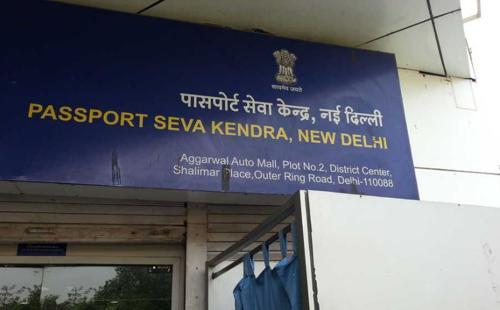 सत्यमेव जयते
पासपोर्ट सेवा केन्द्र, नई दिल्ली
PASSPORT SEVA KENDRA, NEW DELHI
Aggarwal Auto Mall, Plot No.2, District Center,
Shalimar Place,Outer Ring Road, Delhi-110088